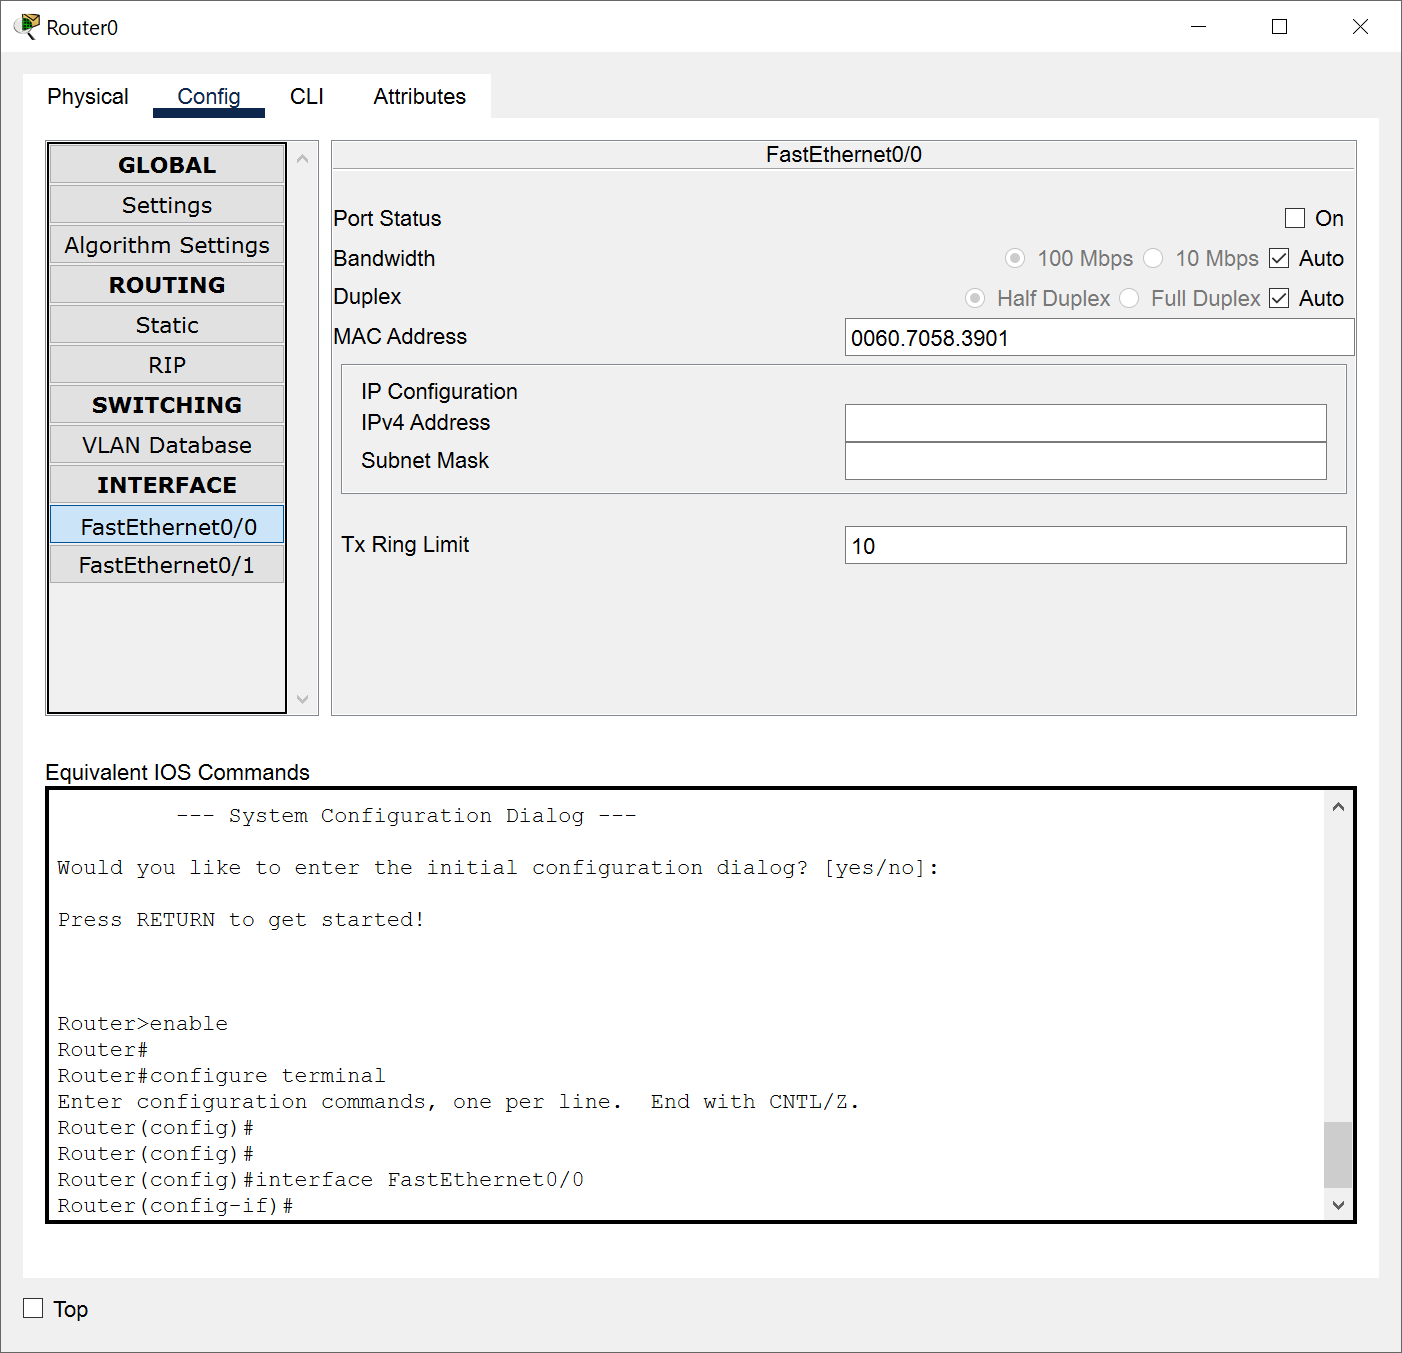 Router0
Physical Config CLI Attributes
GLOBAL
Settings
Algorithm Settings
ROUTING
Static
RIP
SWITCHING
VLAN Database
INTERFACE
FastEthernet0/0
FastEthernet0/1
FastEthernet0/0
Port Status On
Bandwidth 100 Mbps 10 Mbps Auto
Duplex Half Duplex Full Duplex Auto
MAC Address 0060.7058.3901
IP Configuration
IPv4 Address
Subnet Mask
Tx Ring Limit 10
Equivalent IOS Commands
--- System Configuration Dialog ---
Would you like to enter the initial configuration dialog? [yes/no]:
Press RETURN to get started!
Router>enable
Router#
Router#configure terminal
Enter configuration commands, one per line.  End with CNTL/Z.
Router(config)#
Router(config)#
Router(config)#interface FastEthernet0/0
Router(config-if)#
Top